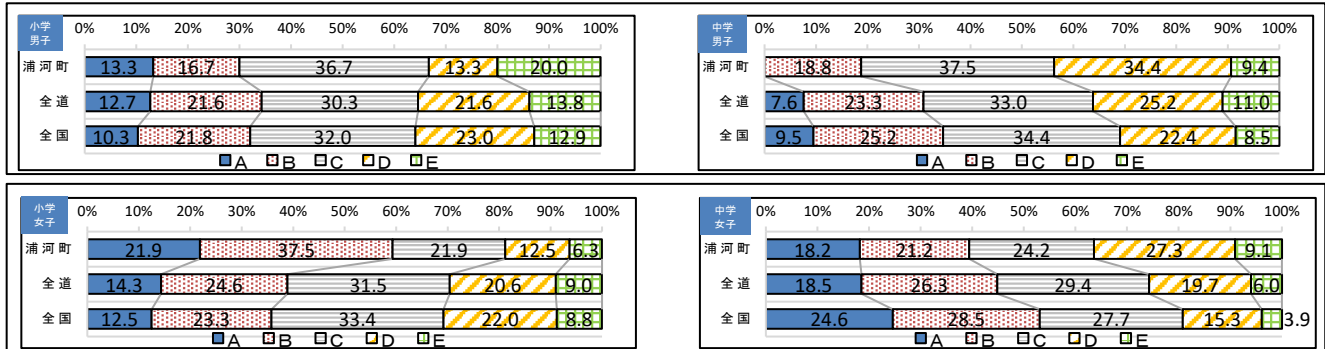 小学
男子
0% 10% 20% 30% 40% 50% 60% 70% 80% 90% 100%
浦河町 13.3 16.7 36.7 13.3 20.0
全道 12.7 21.6 30.3 21.6 13.8
全国 10.3 21.8 32.0 23.0 12.9
A B C D E
中学
男子
0% 10% 20% 30% 40% 50% 60% 70% 80% 90% 100%
浦河町 18.8 37.5 34.4 9.4
全道 7.6 23.3 33.0 25.2 11.0
全国 9.5 25.2 34.4 22.4 8.5
A B C D E
小学
女子
0% 10% 20% 30% 40% 50% 60% 70% 80% 90% 100%
浦河町 21.9 37.5 21.9 12.5 6.3
全道 14.3 24.6 31.5 20.6 9.0
全国 12.5 23.3 33.4 22.0 8.8
A B C D E
中学
女子
0% 10% 20% 30% 40% 50% 60% 70% 80% 90% 100%
浦河町 18.2 21.2 24.2 27.3 9.1
全道 18.5 26.3 29.4 19.7 6.0
全国 24.6 28.5 27.7 15.3 3.9
A B C D E